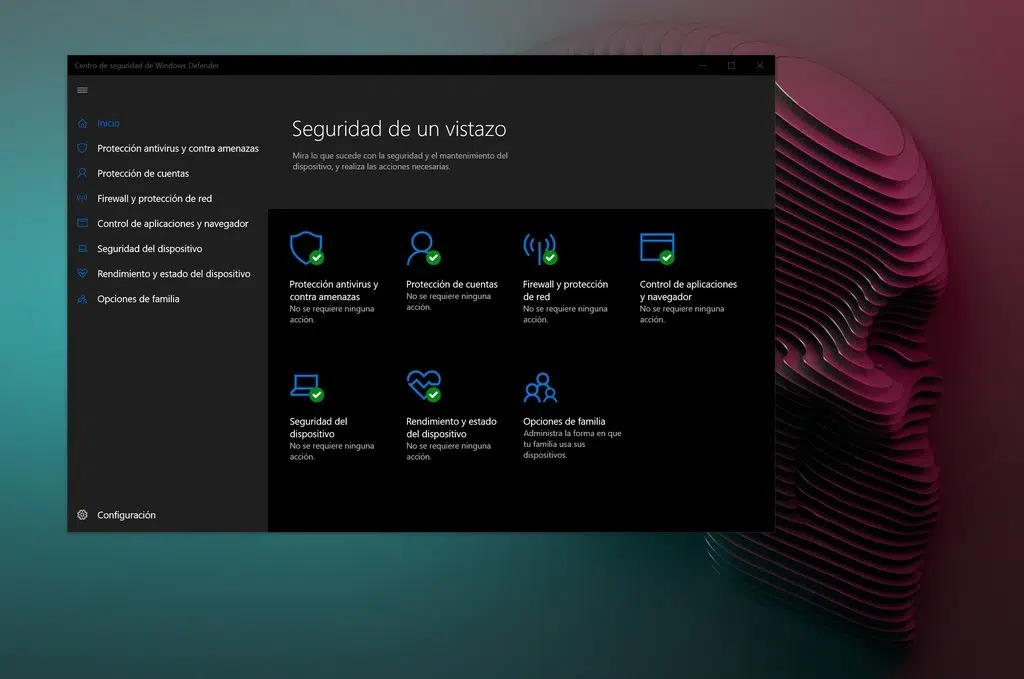 Centro de seguridad de Windows Defender
Inicio
Protección antivirus y contra amenazas
Protección de cuentas
Firewall y protección de red
Control de aplicaciones y navegador
Seguridad del dispositivo
Rendimiento y estado del dispositivo
Opciones de familia
Configuración
Seguridad de un vistazo
Mira lo que sucede con la seguridad y el mantenimiento del
dispositivo, y realiza las acciones necesarias.
Protección antivirus y
contra amenazas
No se requiere ninguna
acción.
Protección de cuentas
No se requiere ninguna
acción.
Firewall y protección
de red
No se requiere ninguna
acción.
Control de aplicaciones
y navegador
No se requiere ninguna
acción.
Seguridad del
dispositivo
No se requiere ninguna
acción.
Rendimiento y estado
del dispositivo
No se requiere ninguna
acción.
Opciones de familia
Administra la forma en que
tu familia usa sus
dispositivos.